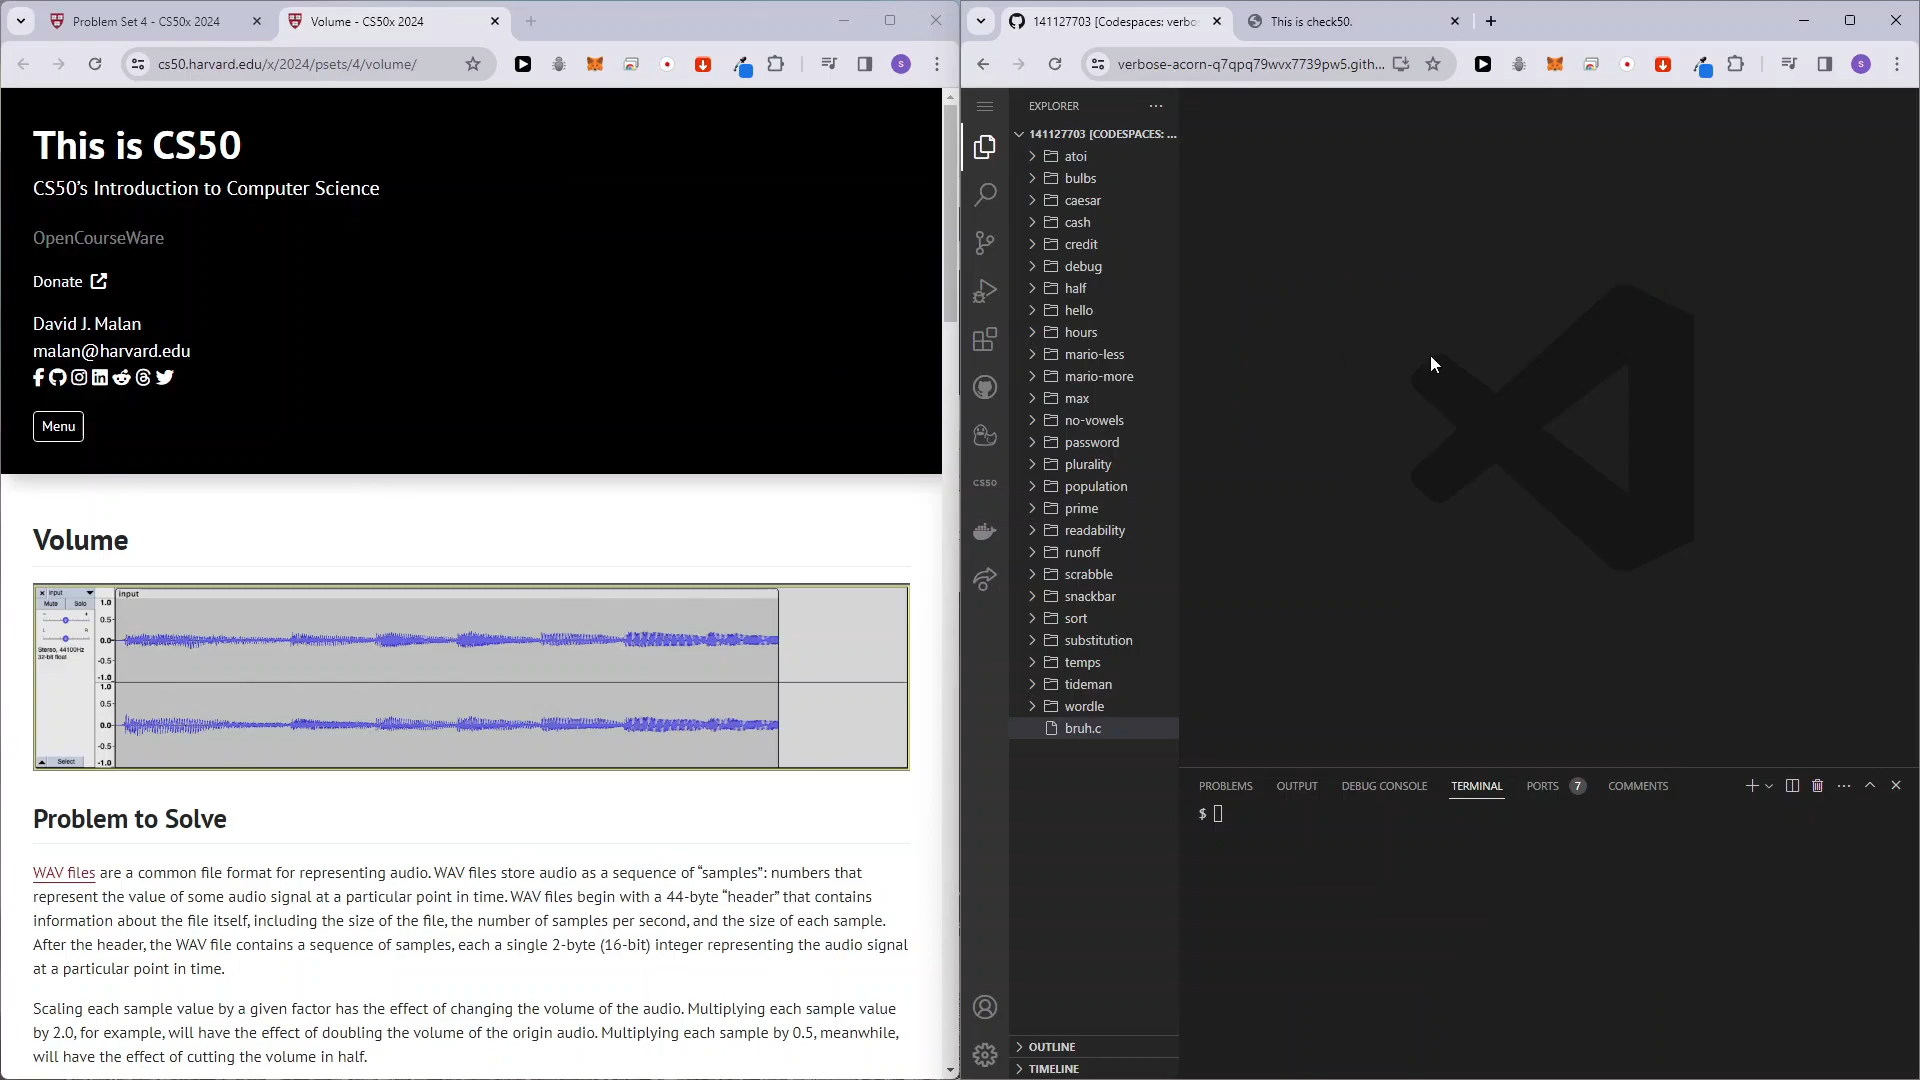 Problem Set 4 - CS50x 2024
Volume - CS50x 2024
cs50.harvard.edu/x/2024/psets/4/volume/
S
This is CS50
CS50's Introduction to Computer Science
OpenCourseWare
Donate
David J. Malan
malan@harvard.edu
Menu
Volume
input
Mute Solo
- +
L R
Stereo, 44100Hz
32-bit float
Select
input
1.0
0.5
0.0
-0.5
-1.0
1.0
0.5
0.0
-0.5
-1.0
Problem to Solve
WAV files are a common file format for representing audio. WAV files store audio as a sequence of “samples”: numbers that
represent the value of some audio signal at a particular point in time. WAV files begin with a 44-byte “header” that contains
information about the file itself, including the size of the file, the number of samples per second, and the size of each sample.
After the header, the WAV file contains a sequence of samples, each a single 2-byte (16-bit) integer representing the audio signal
at a particular point in time.
Scaling each sample value by a given factor has the effect of changing the volume of the audio. Multiplying each sample value
by 2.0, for example, will have the effect of doubling the volume of the origin audio. Multiplying each sample by 0.5, meanwhile,
will have the effect of cutting the volume in half.
141127703 [Codespaces: verbo
This is check50.
verbose-acorn-q7qpq79wvx7739pw5.gith...
S
EXPLORER
141127703 [CODESPACES: ...
atoi
bulbs
caesar
cash
credit
debug
half
hello
hours
mario-less
mario-more
max
no-vowels
password
plurality
population
prime
readability
runoff
scrabble
snackbar
sort
substitution
temps
tideman
wordle
bruh.c
CS50
OUTLINE
TIMELINE
PROBLEMS OUTPUT DEBUG CONSOLE TERMINAL PORTS 7 COMMENTS
$